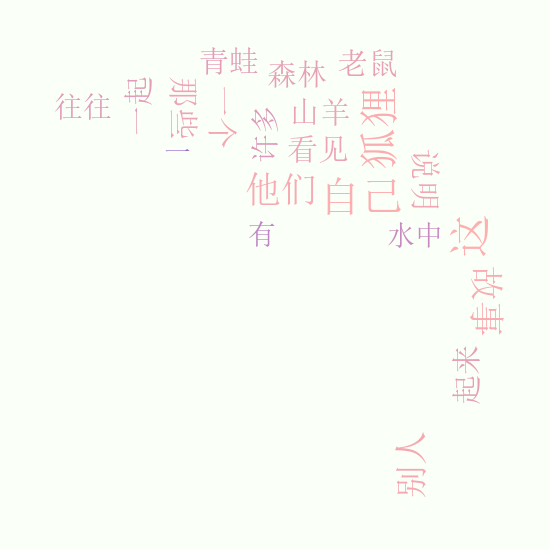 青蛙
森林
老鼠
往往
一起
那些
一个
许多
山羊
狐狸
看见
一
说明
他们
自己
有
水中
这
故事
起来
别人